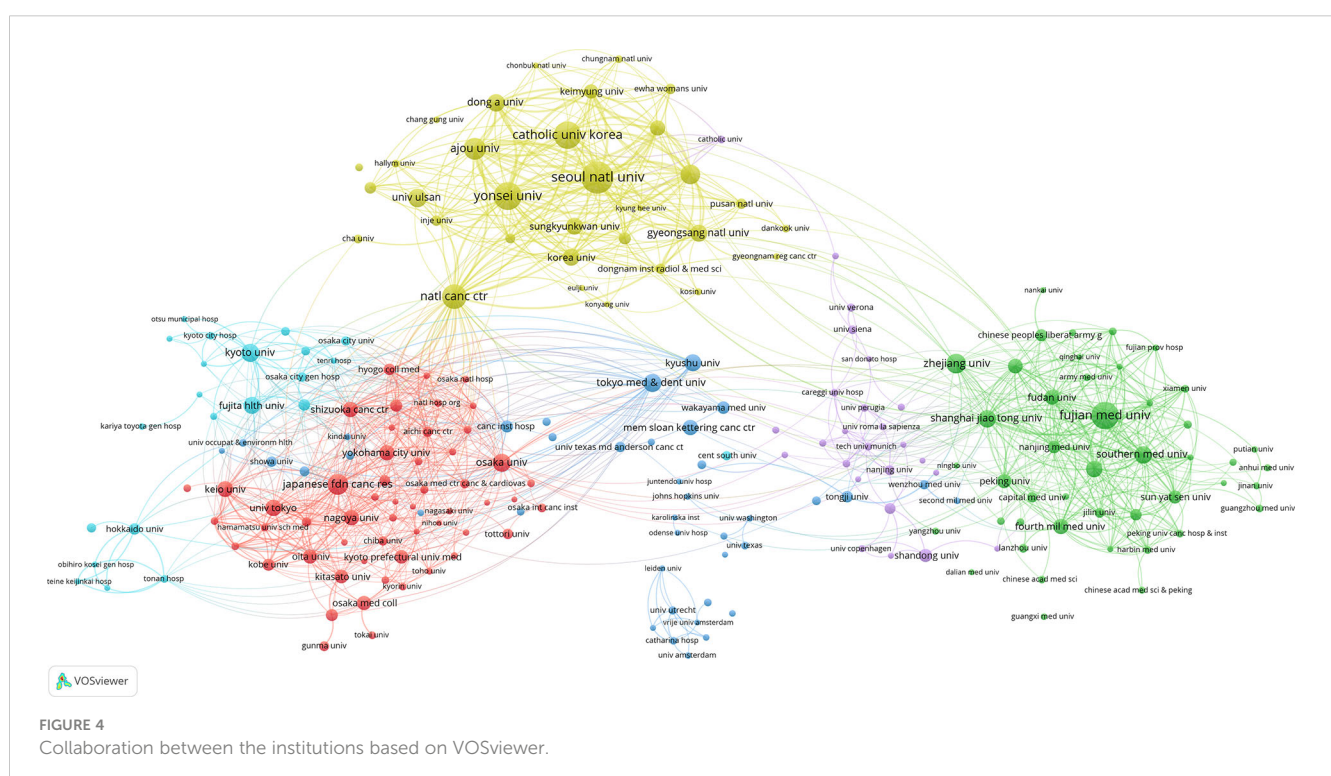 chungnam natl univ
chonbuk natl univ
keimyung univ
ewha womans univ
dong a univ
chang gung univ
catholic univ korea
catholic univ
ajou univ
hallym univ
seoul natl univ
univ ulsan
yonsei univ
pusan natl univ
kyung hee univ
inje univ
sungkyunkwan univ
gyeongsang natl univ
dankook univ
cha univ
korea univ
gyeongnam reg canc ctr
dongnam inst radiol & med sci
eulji univ
kosin univ
natl canc ctr
konyang univ
nankai univ
univ verona
otsu municipal hosp
univ siena
kyoto city hosp
osaka city univ
chinese peoples liberat army g
fujian prov hosp
kyoto univ
tenri hosp
san donato hosp
qinghai univ
kyushu univ
zhejiang univ
hyogo coll med
osaka city gen hosp
osaka natl hosp
army med univ
tokyo med & dent univ
xiamen univ
careggi univ hosp
fudan univ
natl hosp org
fujita hlth univ
shizuoka canc ctr
wakayama med univ
univ perugia
fujian med univ
shanghai jiao tong univ
kariya toyota gen hosp
canc inst hosp
mem sloan kettering canc ctr
univ roma la sapienza
aichi canc ctr
kindai univ
univ occupat & environm hlth
univ texas md anderson canc ct
tech univ munich
nanjing med univ
putian univ
yokohama city univ
cent south univ
southern med univ
showa univ
osaka univ
nanjing univ
ningbo univ
anhui med univ
juntendo univ hosp
wenzhou med univ
peking univ
osaka med ctr canc & cardiovas
japanese fdn canc res
keio univ
johns hopkins univ
tongji univ
second mil med univ
capital med univ
sun yat sen univ
jinan univ
univ tokyo
osaka int canc inst
nagasaki univ
guangzhou med univ
nagoya univ
nihon univ
karolinska inst
univ washington
jilin univ
hokkaido univ
hamamatsu univ sch med
fourth mil med univ
yangzhou univ
peking univ canc hosp & inst
tottori univ
odense univ hosp
chiba univ
univ texas
univ copenhagen
lanzhou univ
harbin med univ
oita univ
kyoto prefectural univ med
shandong univ
obihiro kosei gen hosp
kobe univ
toho univ
leiden univ
dalian med univ
teine keijinkai hosp
tonan hosp
kitasato univ
kyorin univ
chinese acad med sci
chinese acad med sci & peking
osaka med coll
univ utrecht
guangxi med univ
vrije univ amsterdam
tokai univ
catharina hosp
gunma univ
univ amsterdam
VOSviewer
FIGURE 4
Collaboration between the institutions based on VOSviewer.